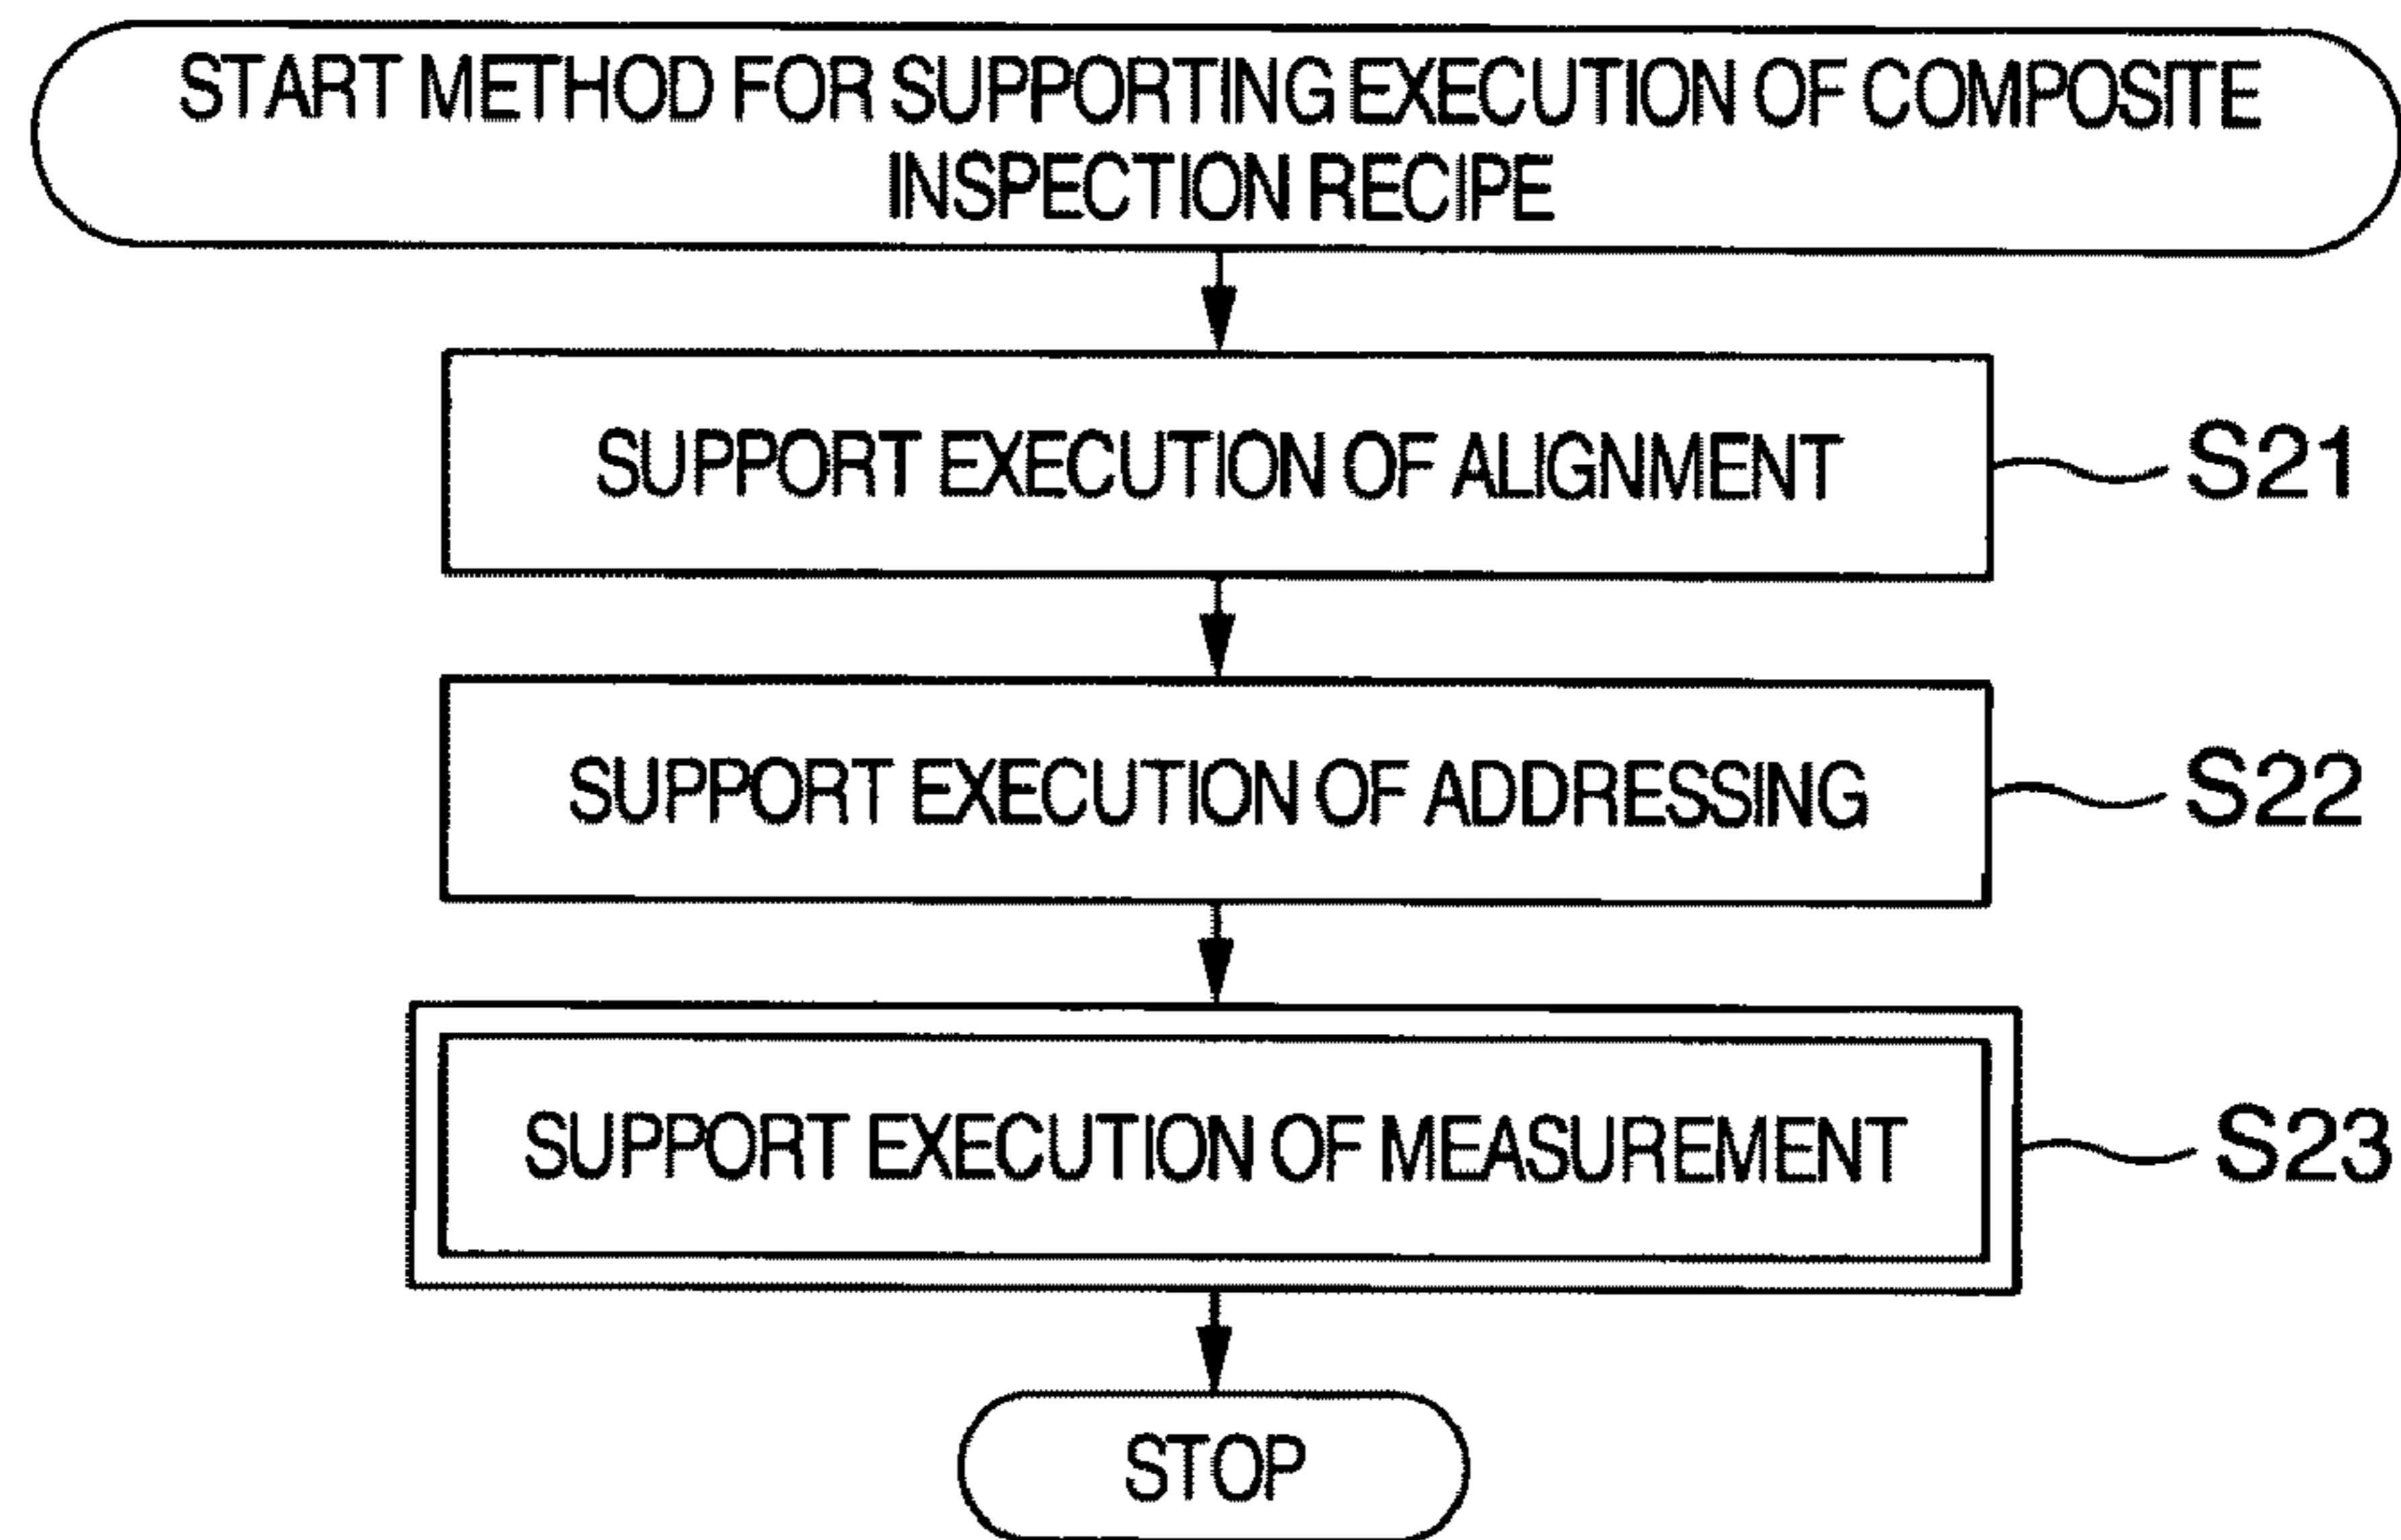 START METHOD FOR SUPPORTING EXECUTION OF COMPOSITE
INSPECTION RECIPE
SUPPORT EXECUTION OF ALIGNMENT
S21
SUPPORT EXECUTION OF ADDRESSING
S22
SUPPORT EXECUTION OF MEASUREMENT
S23
STOP